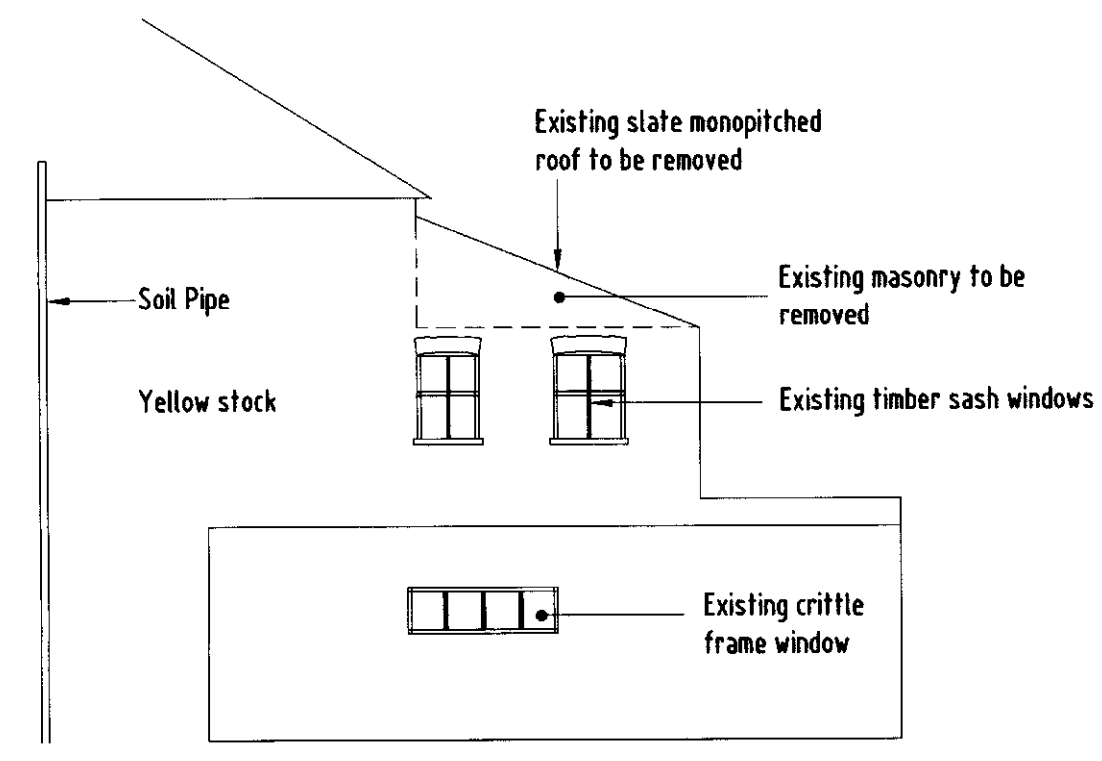 Existing slate monopitched
roof to be removed
Soil Pipe
Existing masonry to be
removed
Yellow stock
Existing timber sash windows
Existing crittle
frame window